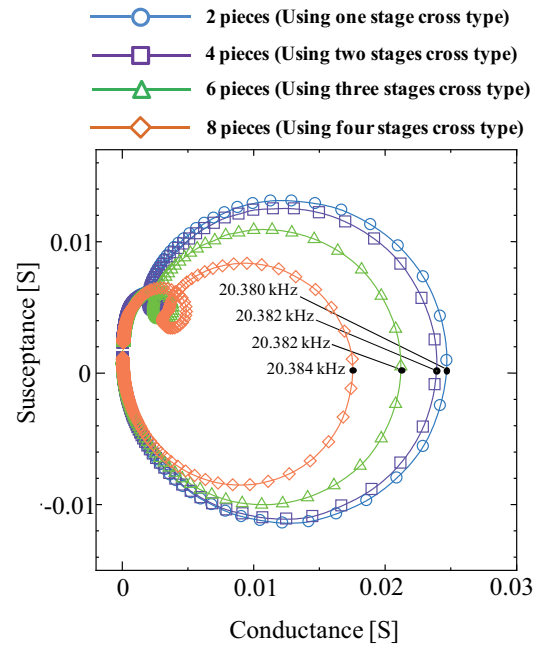 2 pieces (Using one stage cross type)
4 pieces (Using two stages cross type)
6 pieces (Using three stages cross type)
8 pieces (Using four stages cross type)
0.01
20.380 kHz
20.382 kHz
20.382 kHz
0
20.384 kHz
-0.01
Susceptance [S]
0
0.01
0.02
0.03
Conductance [S]